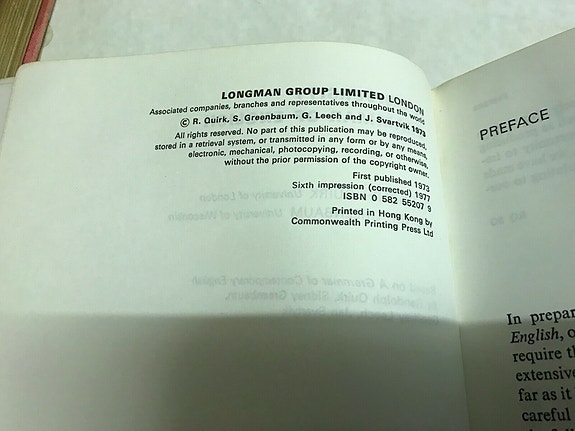 LONGMAN GROUP LIMITED LONDON
Associated companies, branches and representatives throughout the world
© R. Quirk, S. Greenbaum, G. Leech and J. Svartvik 1973
All rights reserved. No part of this publication may be reproduced,
stored in a retrieval system, or transmitted in any form or by any means,
electronic, mechanical, photocopying, recording, or otherwise,
without the prior permission of the copyright owner.
First published 1973
Sixth impression (corrected) 1977
ISBN 0 582 55207 9
Printed in Hong Kong by
Commonwealth Printing Press Ltd
PREFACE
In
English,
require
extensive
far as it
careful